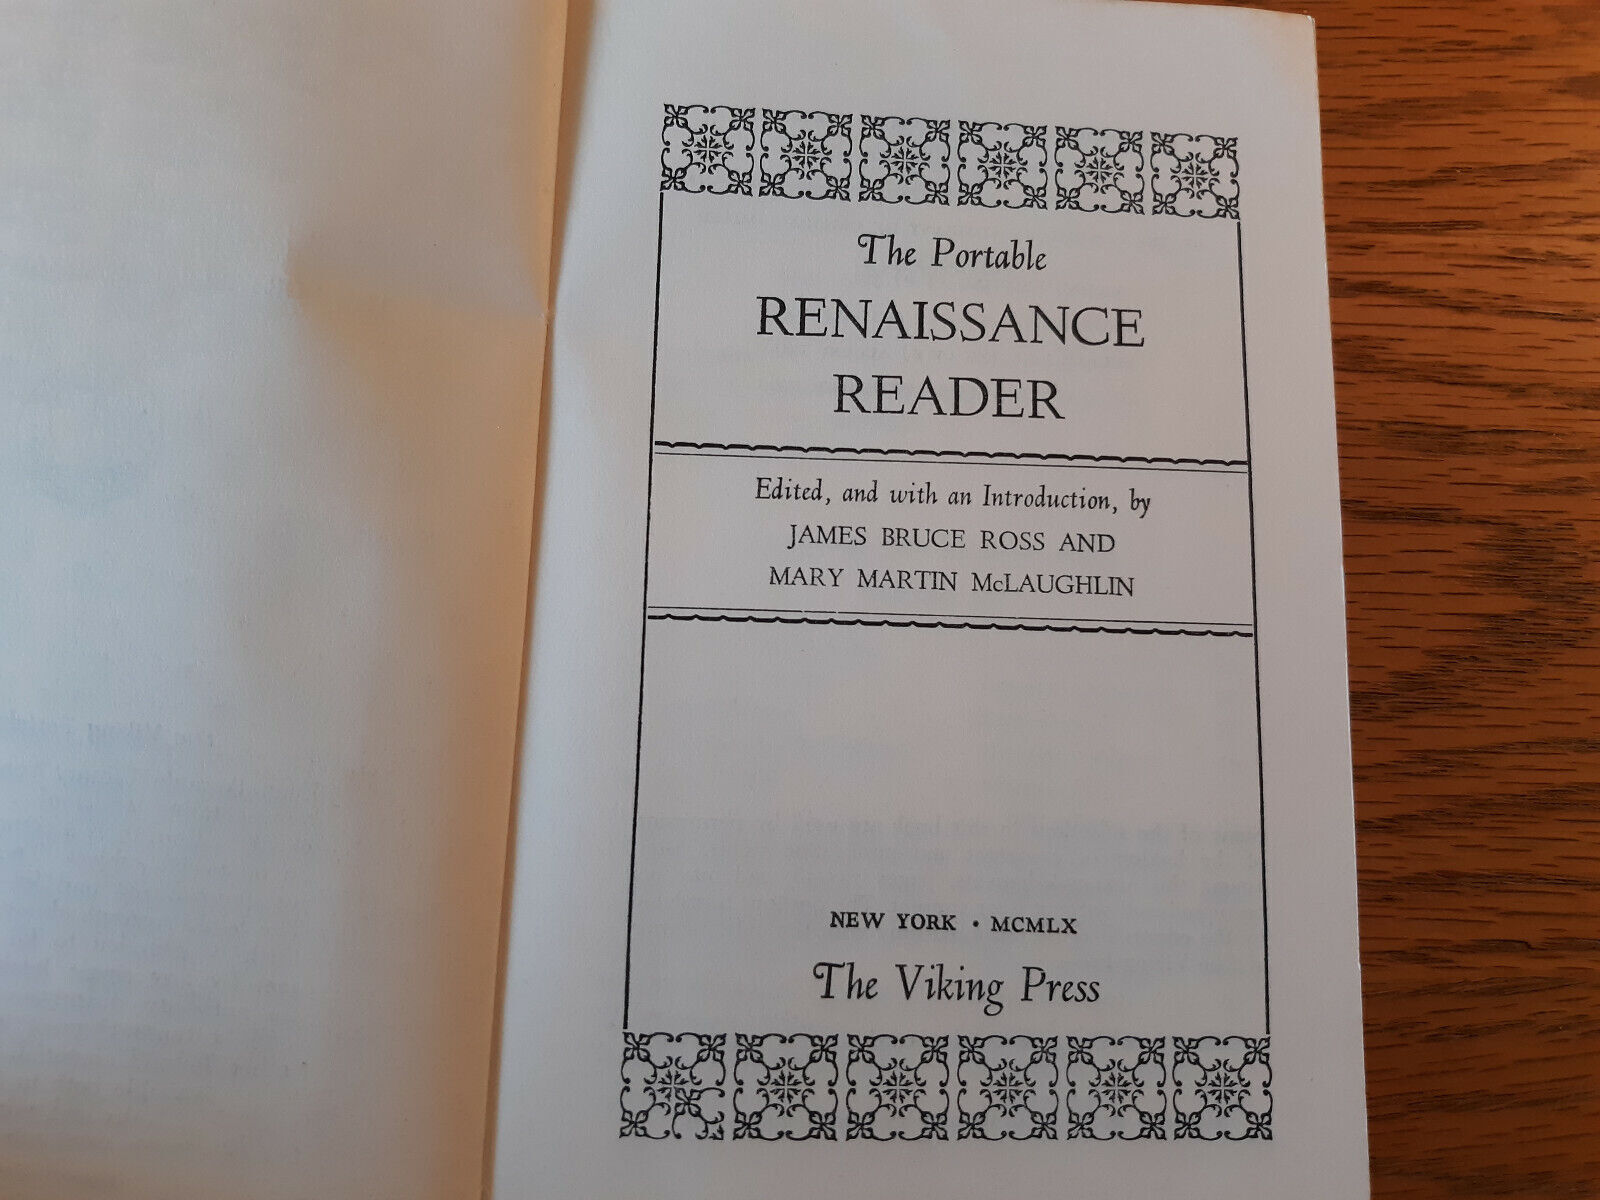 The Portable
RENAISSANCE
READER
Edited, and with an Introduction, by
JAMES BRUCE ROSS AND
MARY MARTIN McLAUGHLIN
NEW YORK • MCMLX
The Viking Press